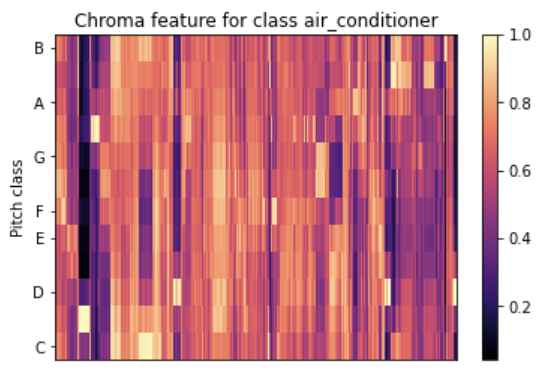 Chroma feature for class air_conditioner
Pitch class
B
A
G
F
E
D
C
1.0
0.8
0.6
0.4
0.2